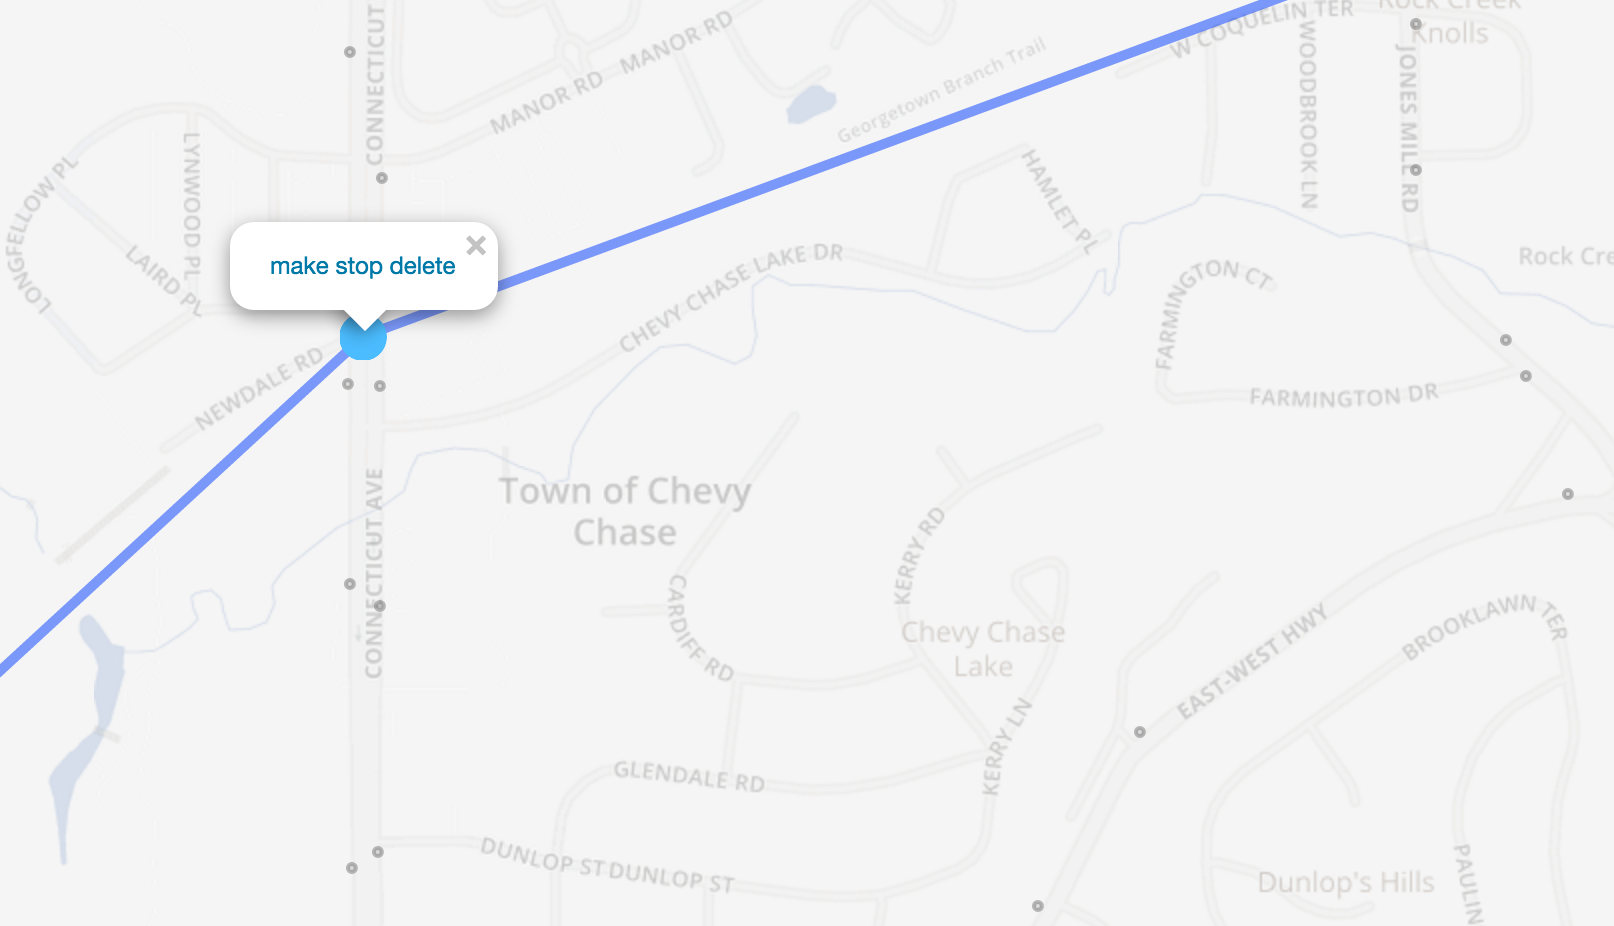 Rock Creek
Knolls
W COQUELIN TER
WOODBROOK LN
JONES MILL RD
CONNECTICUT
MANOR RD
MANOR RD
Georgetown Branch Trail
LYNWOOD PL
LONGFELLOW PL
LAIRD PL
HAMLET PL
make stop delete
CHEVY CHASE LAKE DR
FARMINGTON CT
Rock Cre
NEWDALE RD
FARMINGTON DR
CONNECTICUT AVE
Town of Chevy
Chase
KERRY RD
CARDIFF RD
Chevy Chase
Lake
EAST-WEST HWY
BROOKLAWN TER
KERRY LN
GLENDALE RD
DUNLOP ST
DUNLOP ST
Dunlop's Hills
PAULIN